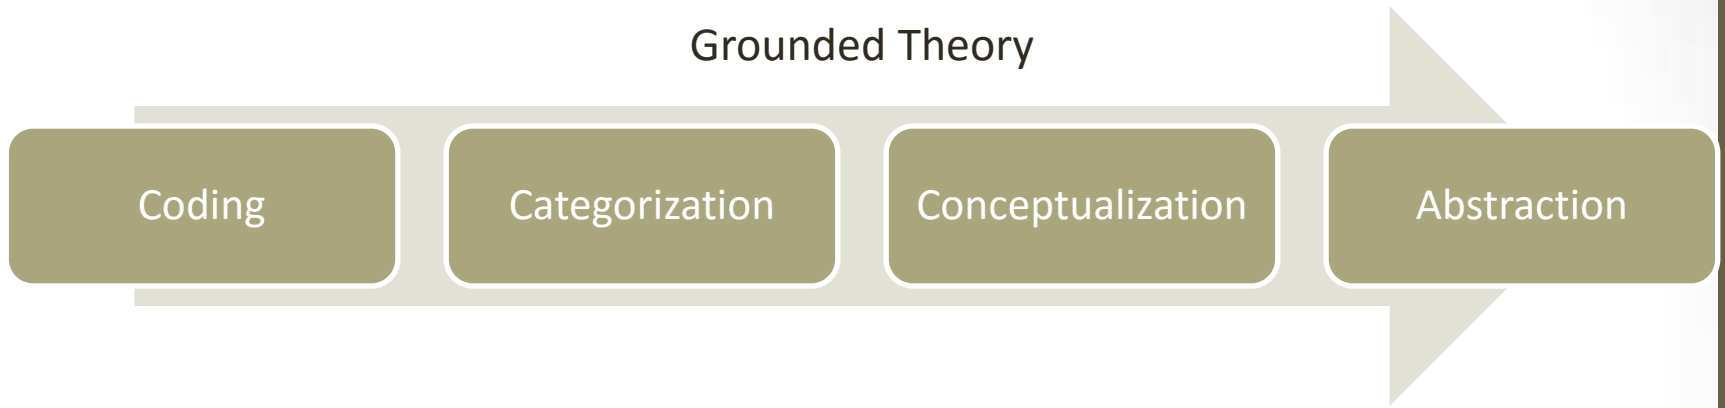 Grounded Theory
Coding
Categorization
Conceptualization
Abstraction